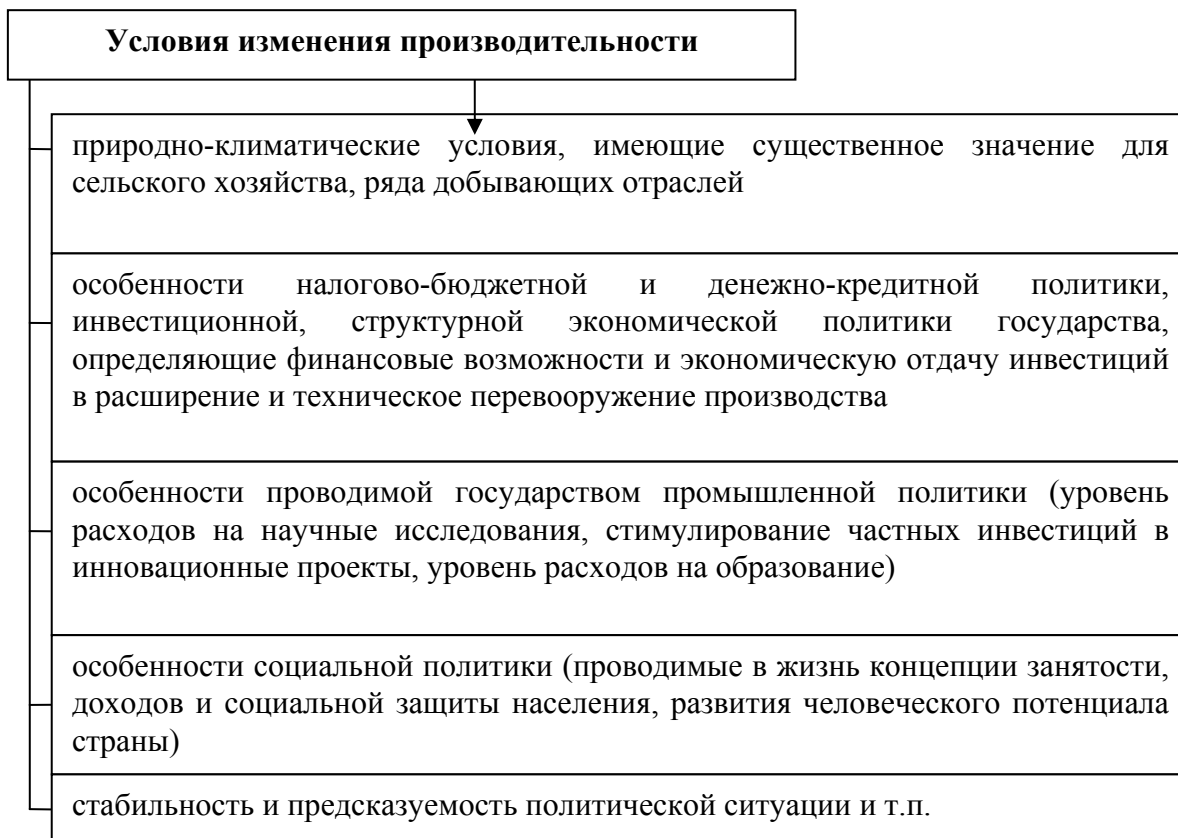 Условия изменения производительности
природно-климатические условия, имеющие существенное значение для
сельского хозяйства, ряда добывающих отраслей
особенности налогово-бюджетной и денежно-кредитной политики,
инвестиционной, структурной экономической политики государства,
определяющие финансовые возможности и экономическую отдачу инвестиций
в расширение и техническое перевооружение производства
особенности проводимой государством промышленной политики (уровень
расходов на научные исследования, стимулирование частных инвестиций в
инновационные проекты, уровень расходов на образование)
особенности социальной политики (проводимые в жизнь концепции занятости,
доходов и социальной защиты населения, развития человеческого потенциала
страны)
стабильность и предсказуемость политической ситуации и т.п.